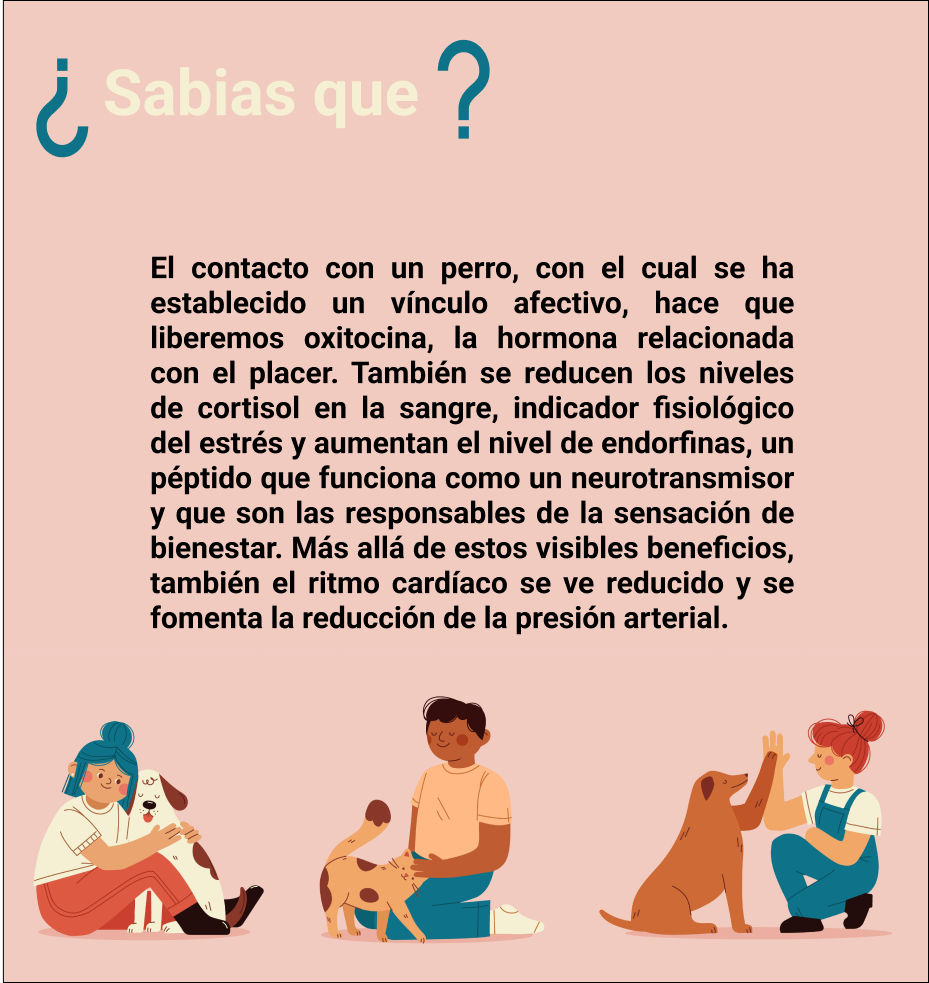 ¿Sabias que?
El contacto con un perro, con el cual se ha
establecido un vínculo afectivo, hace que
liberemos oxitocina, la hormona relacionada
con el placer. También se reducen los niveles
de cortisol en la sangre, indicador fisiológico
del estrés y aumentan el nivel de endorfinas, un
péptido que funciona como un neurotransmisor
y que son las responsables de la sensación de
bienestar. Más allá de estos visibles beneficios,
también el ritmo cardíaco se ve reducido y se
fomenta la reducción de la presión arterial.